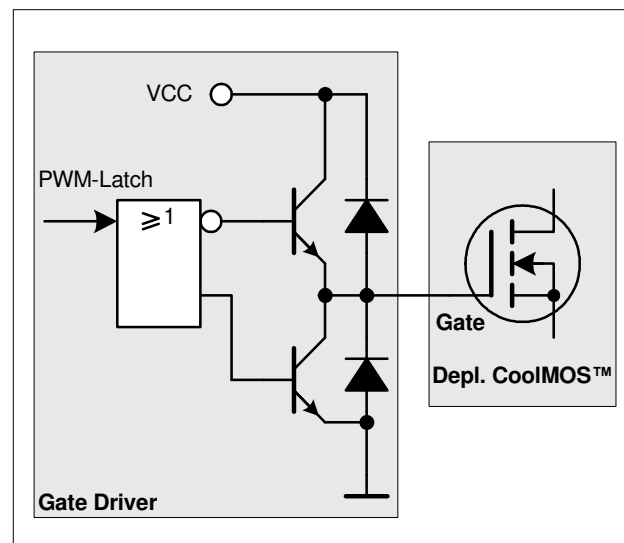 VCC
PWM-Latch
≥1
Gate
Depl. CoolMOS™
Gate Driver